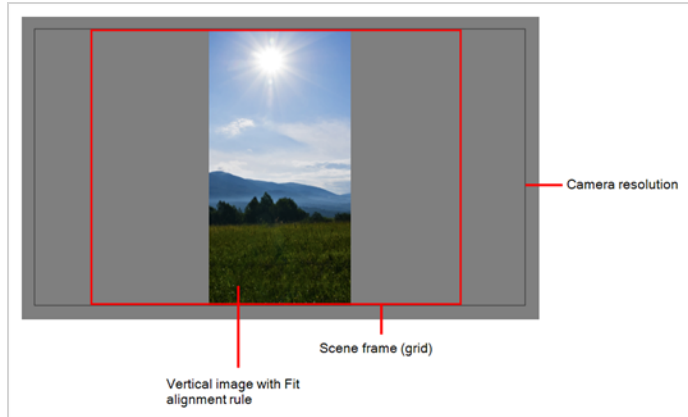 Camera resolution
Scene frame (grid)
Vertical image with Fit
alignment rule